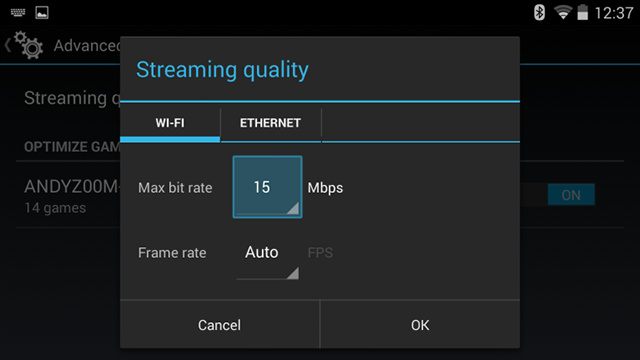 12:37
Advanced
Streaming quality
Streaming q
WI-FI
ETHERNET
OPTIMIZE GAM
Max bit rate
15
Mbps
ANDYZ00M-
14 games
ON
Frame rate
Auto
FPS
Cancel
OK